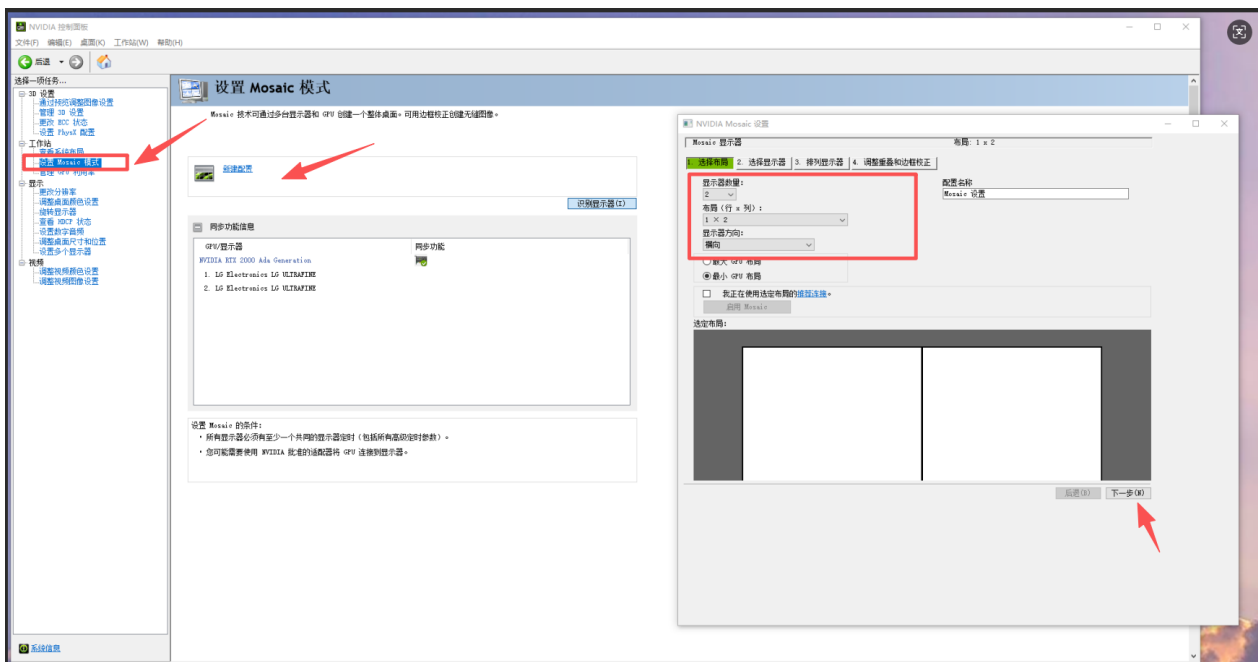 NVIDIA 控制面板
文件(F) 编辑(E) 桌面(K) 工作站(W) 帮助(H)
后退
选择一项任务...
3D 设置
通过预览调整图像设置
管理 3D 设置
更改 ECC 状态
设置 PhysX 配置
工作站
查看系统布局
设置 Mosaic 模式
管理 GPU 利用率
显示
更改分辨率
调整桌面颜色设置
旋转显示器
查看 HDCP 状态
设置数字音频
调整桌面尺寸和位置
设置多个显示器
视频
调整视频颜色设置
调整视频图像设置
系统信息
设置 Mosaic 模式
Mosaic 技术可通过多台显示器和 GPU 创建一个整体桌面。可用边框校正创建无缝图像。
新建配置
识别显示器(I)
同步功能信息
GPU/显示器 同步功能
NVIDIA RTX 2000 Ada Generation
1. LG Electronics LG ULTRAFINE
2. LG Electronics LG ULTRAFINE
设置 Mosaic 的条件:
• 所有显示器必须有至少一个共同的显示器定时(包括所有高级定时参数)。
• 您可能需要使用 NVIDIA 批准的适配器将 GPU 连接到显示器。
NVIDIA Mosaic 设置
Mosaic 显示器 布局: 1 x 2
1. 选择布局 2. 选择显示器 3. 排列显示器 4. 调整重叠和边框校正
显示器数量: 配置名称
2 Mosaic 设置
布局(行 x 列):
1 × 2
显示器方向:
横向
最大 GPU 布局
最小 GPU 布局
我正在使用选定布局的推荐连接。
启用 Mosaic
选定布局:
后退(B) 下一步(N)